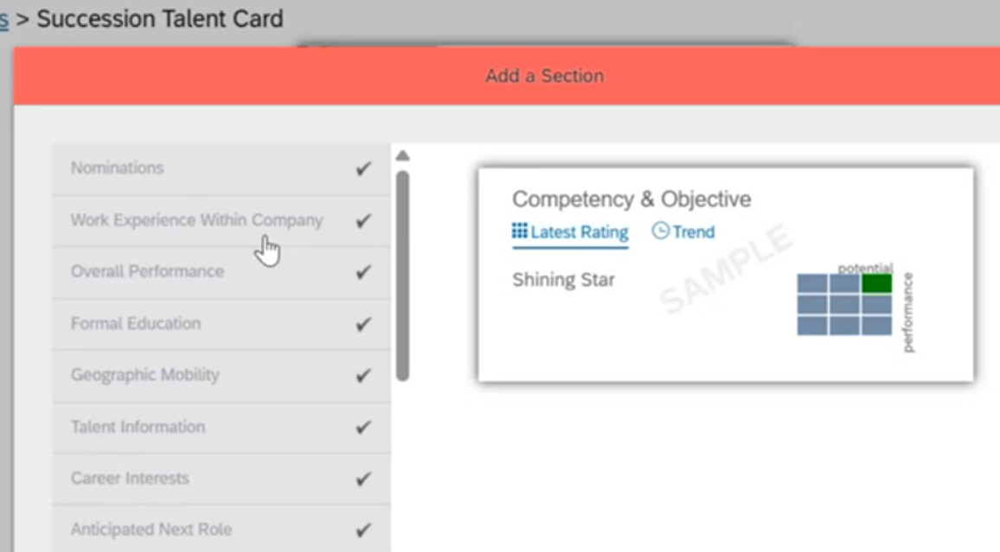 s > Succession Talent Card
Add a Section
Nominations
Work Experience Within Company
Overall Performance
Formal Education
Geographic Mobility
Talent Information
Career Interests
Anticipated Next Role
Competency & Objective
Latest Rating Trend
Shining Star
SAMPLE
potential
performance